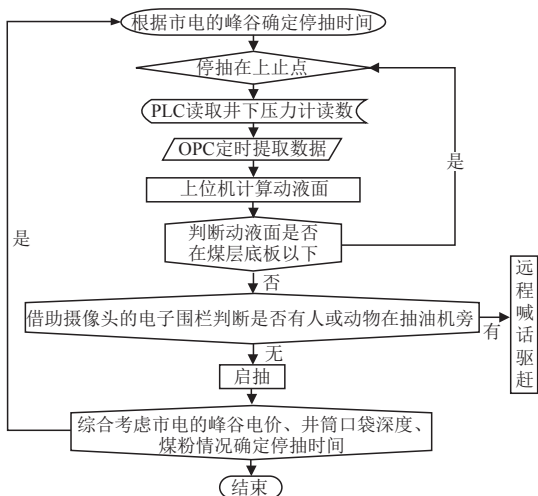 根据市电的峰谷确定停抽时间
停抽在上止点
PLC读取井下压力计读数
OPC定时提取数据
是
上位机计算动液面
是
判断动液面是否
在煤层底板以下
否
借助摄像头的电子围栏判断是否有人或动物在抽油机旁
有
远程喊话驱赶
无
启抽
综合考虑市电的峰谷电价、井筒口袋深度、
煤粉情况确定停抽时间
结束